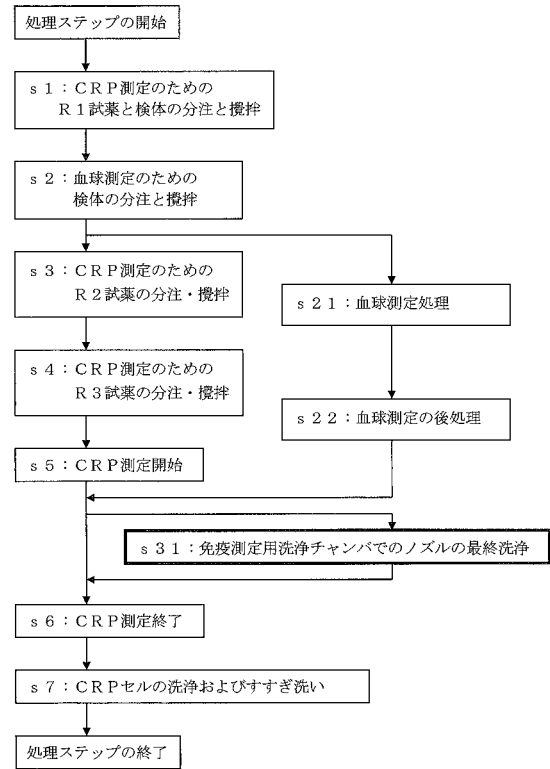 処理ステップの開始
ｓ１：ＣＲＰ測定のための
Ｒ１試薬と検体の分注と攪拌
ｓ２：血球測定のための
検体の分注と攪拌
ｓ３：ＣＲＰ測定のための
Ｒ２試薬の分注・攪拌
ｓ２１：血球測定処理
ｓ４：ＣＲＰ測定のための
Ｒ３試薬の分注・攪拌
ｓ２２：血球測定の後処理
ｓ５：ＣＲＰ測定開始
ｓ３１：免疫測定用洗浄チャンバでのノズルの最終洗浄
ｓ６：ＣＲＰ測定終了
ｓ７：ＣＲＰセルの洗浄およびすすぎ洗い
処理ステップの終了